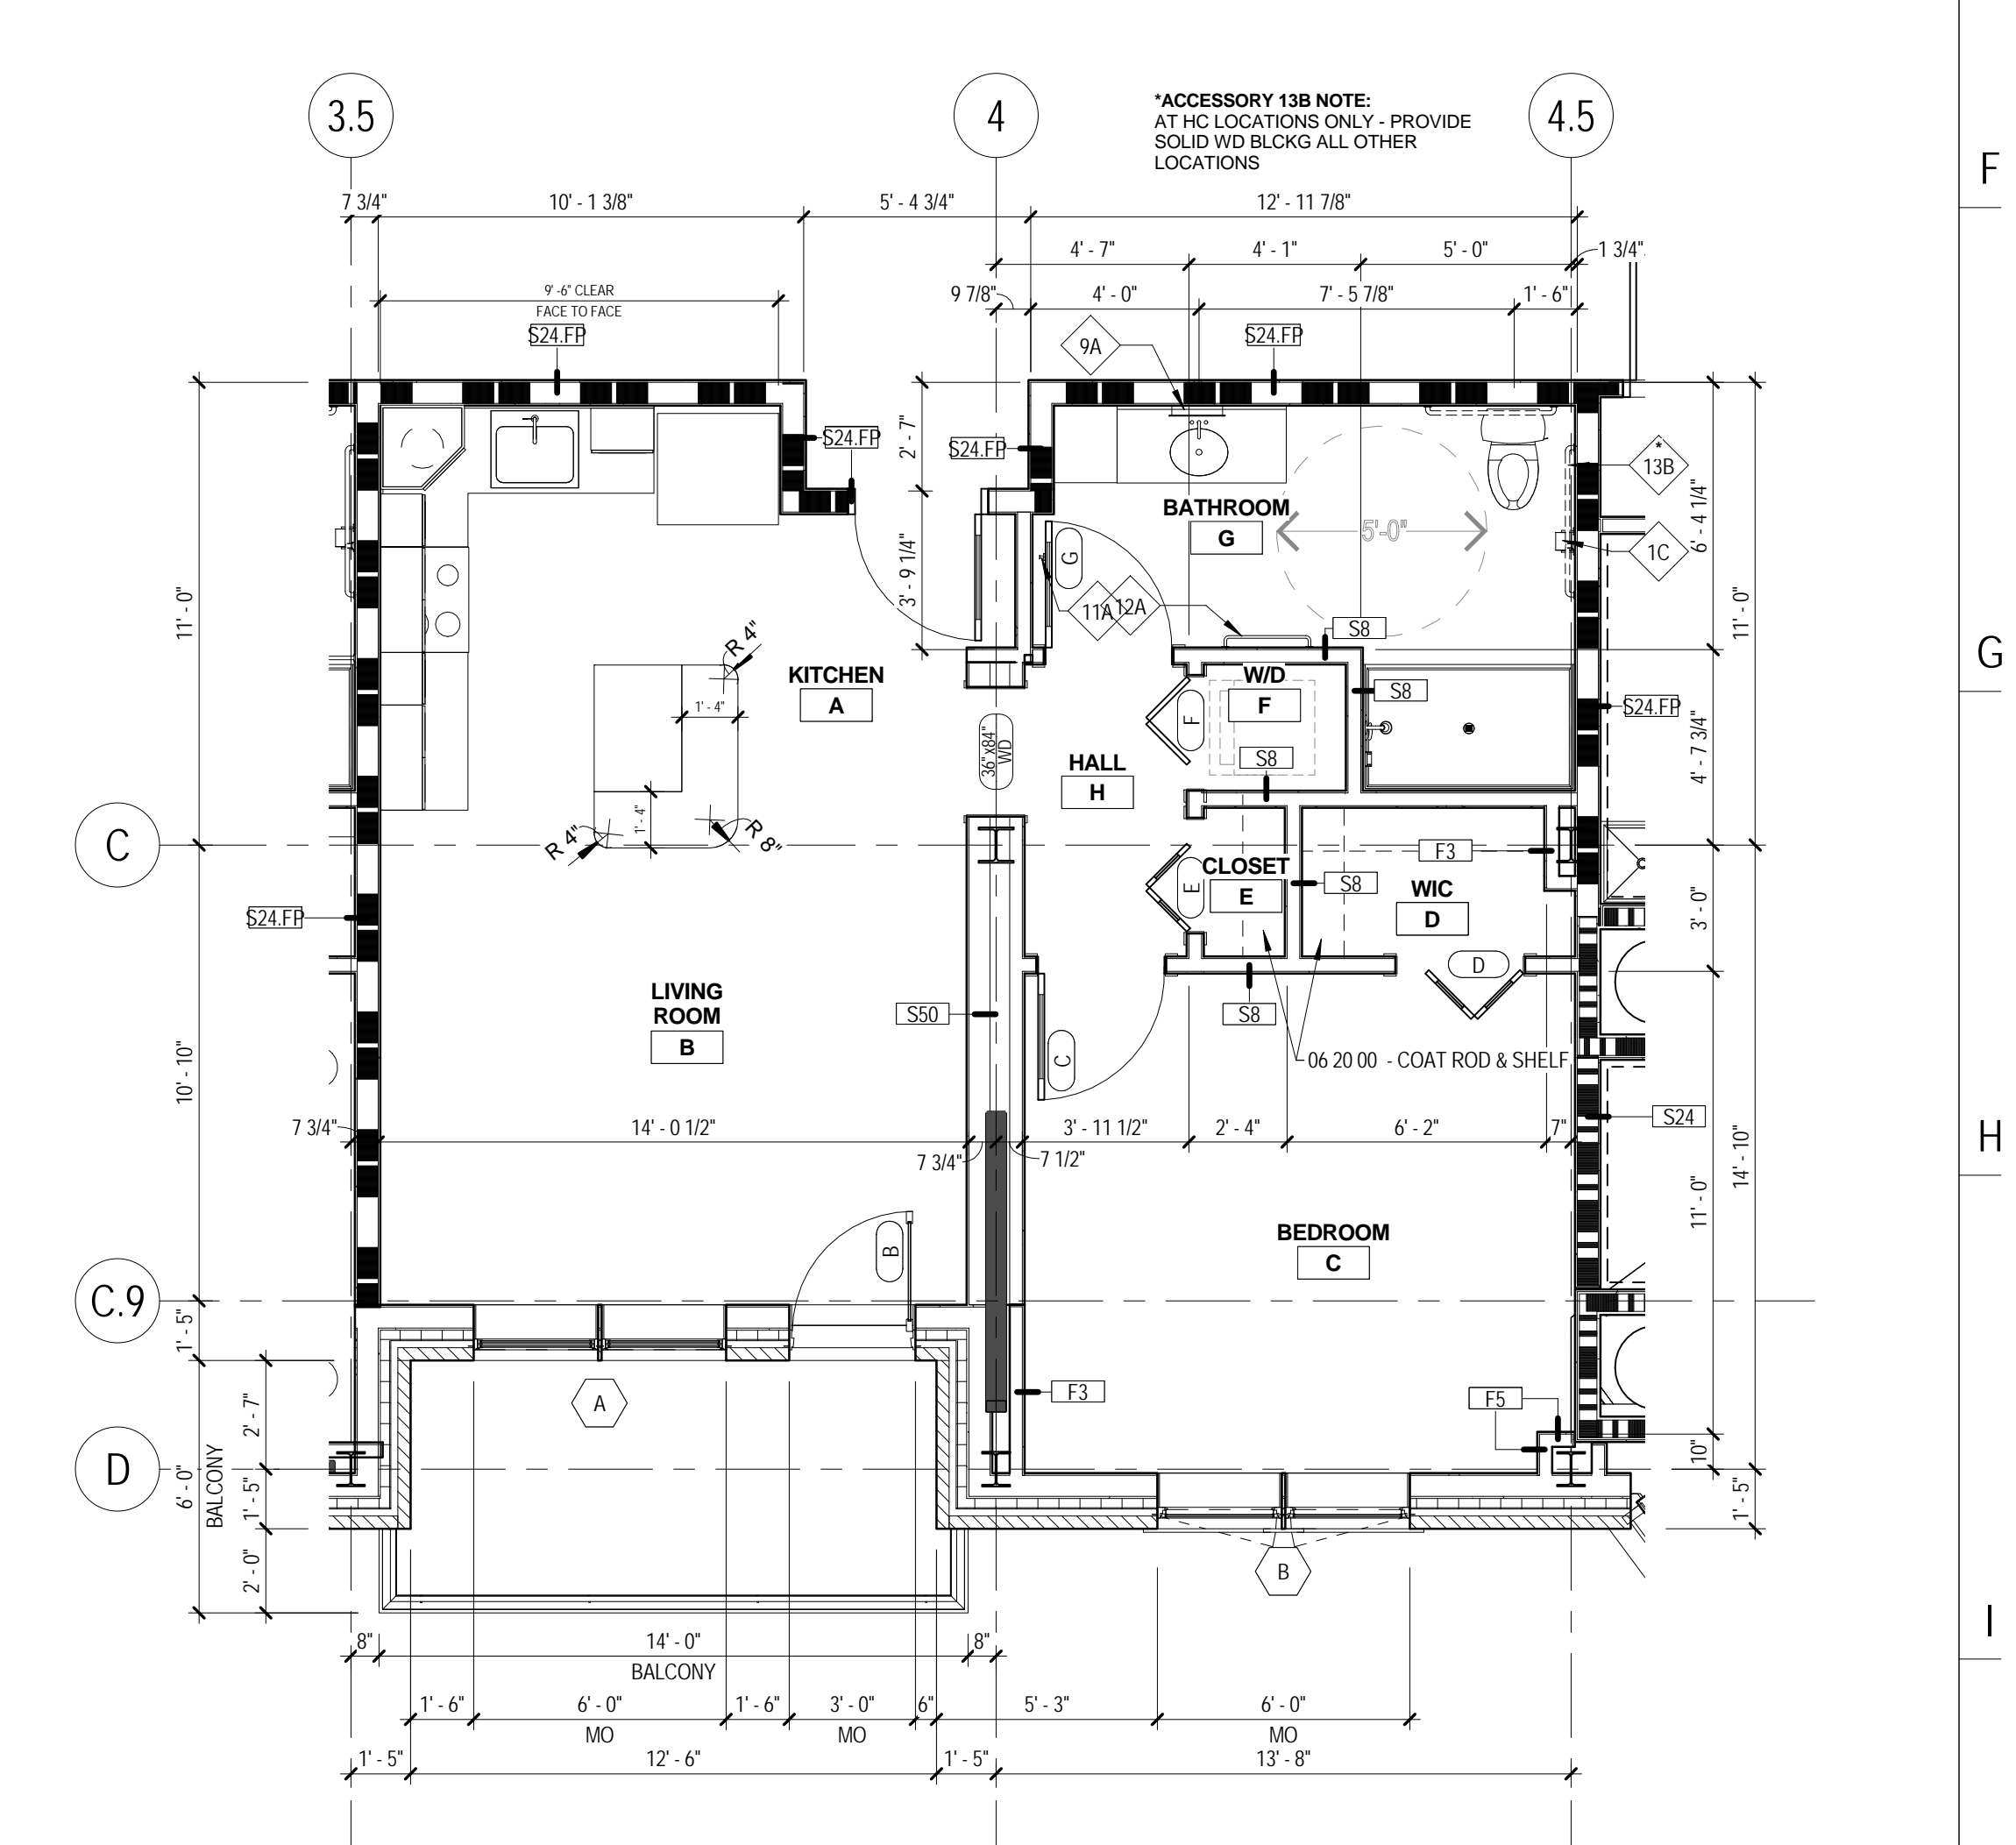 3.5
4
4.5
*ACCESSORY 13B NOTE:
AT HC LOCATIONS ONLY - PROVIDE
SOLID WD BLCKG ALL OTHER
LOCATIONS
F
7 3/4"
10' - 1 3/8"
5' - 4 3/4"
12' - 11 7/8"
4' - 7"
4' - 1"
5' - 0"
1 3/4"
9'-6" CLEAR
FACE TO FACE
9 7/8"
4' - 0"
7' - 5 7/8"
1' - 6"
S24.FP
9A
S24.FP
S24.FP
2' - 7"
S24.FP
*
13B
6' - 4 1/4"
BATHROOM
G
5'-0"
1C
G
3' - 9 1/4"
11A
12A
11' - 0"
11' - 0"
S8
R 4"
KITCHEN
A
1' - 4"
W/D
F
S8
S24.FP
G
F
36"x84"
WD
HALL
H
S8
4' - 7 3/4"
1' - 4"
R 4"
R 8"
C
F3
CLOSET
E
E
S8
WIC
D
S24.FP
3' - 0"
D
LIVING
ROOM
B
S50
S8
C
06 20 00 - COAT ROD & SHELF
10' - 10"
7 3/4"
14' - 0 1/2"
3' - 11 1/2"
2' - 4"
6' - 2"
7"
S24
H
7 3/4"
7 1/2"
14' - 10"
11' - 0"
B
BEDROOM
C
C.9
1' - 5"
A
F3
F5
2' - 7"
D
10"
6' - 0"
BALCONY
1' - 5"
1' - 5"
2' - 0"
B
I
8"
14' - 0"
8"
BALCONY
1' - 6"
6' - 0"
1' - 6"
3' - 0"
6"
5' - 3"
6' - 0"
MO
MO
MO
1' - 5"
12' - 6"
1' - 5"
13' - 8"